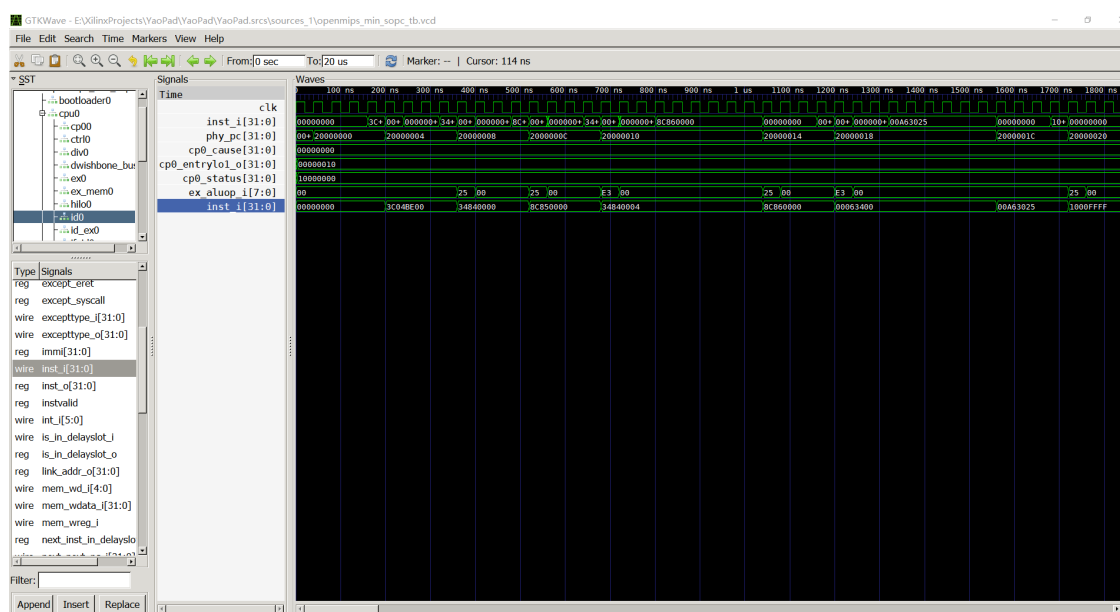 GTKWave - E:\XilinxProjects\YaoPad\YaoPad\YaoPad.srcs\sources_1\openmips_min_sopc_tb.vcd
File Edit Search Time Markers View Help
From: 0 sec To: 20 us Marker: -- | Cursor: 114 ns
SST
bootloader0
cpu0
cp00
ctrl0
div0
dwishbone_bu
ex0
ex_mem0
hilo0
id0
id_ex0
Type Signals
reg except_eret
reg except_syscall
wire excepttype_i[31:0]
wire excepttype_o[31:0]
reg immi[31:0]
wire inst_i[31:0]
reg inst_o[31:0]
reg instvalid
wire int_i[5:0]
wire is_in_delayslot_i
reg is_in_delayslot_o
reg link_addr_o[31:0]
wire mem_wd_i[4:0]
wire mem_wdata_i[31:0]
wire mem_wreg_i
reg next_inst_in_delayslo
Filter:
Append Insert Replace
Signals
Time
clk
inst_i[31:0]
phy_pc[31:0]
cp0_cause[31:0]
cp0_entrylo1_o[31:0]
cp0_status[31:0]
ex_aluop_i[7:0]
inst_i[31:0]
Waves
100 ns 200 ns 300 ns 400 ns 500 ns 600 ns 700 ns 800 ns 900 ns 1 us 1100 ns 1200 ns 1300 ns 1400 ns 1500 ns 1600 ns 1700 ns 1800 ns
00000000 3C+ 00+ 000000+ 34+ 00+ 000000+ 8C+ 00+ 000000+ 34+ 00+ 000000+ 8C860000 00000000 00+ 00+ 000000+ 00A63025 00000000 10+ 00000000
00+ 20000000 20000004 20000008 2000000C 20000010 20000014 20000018 2000001C 20000020
00000000
00000010
10000000
00 25 00 25 00 E3 00 25 00 E3 00 25 00
00000000 3C04BE00 34840000 8C850000 34840004 8C860000 00063400 00A63025 1000FFFF